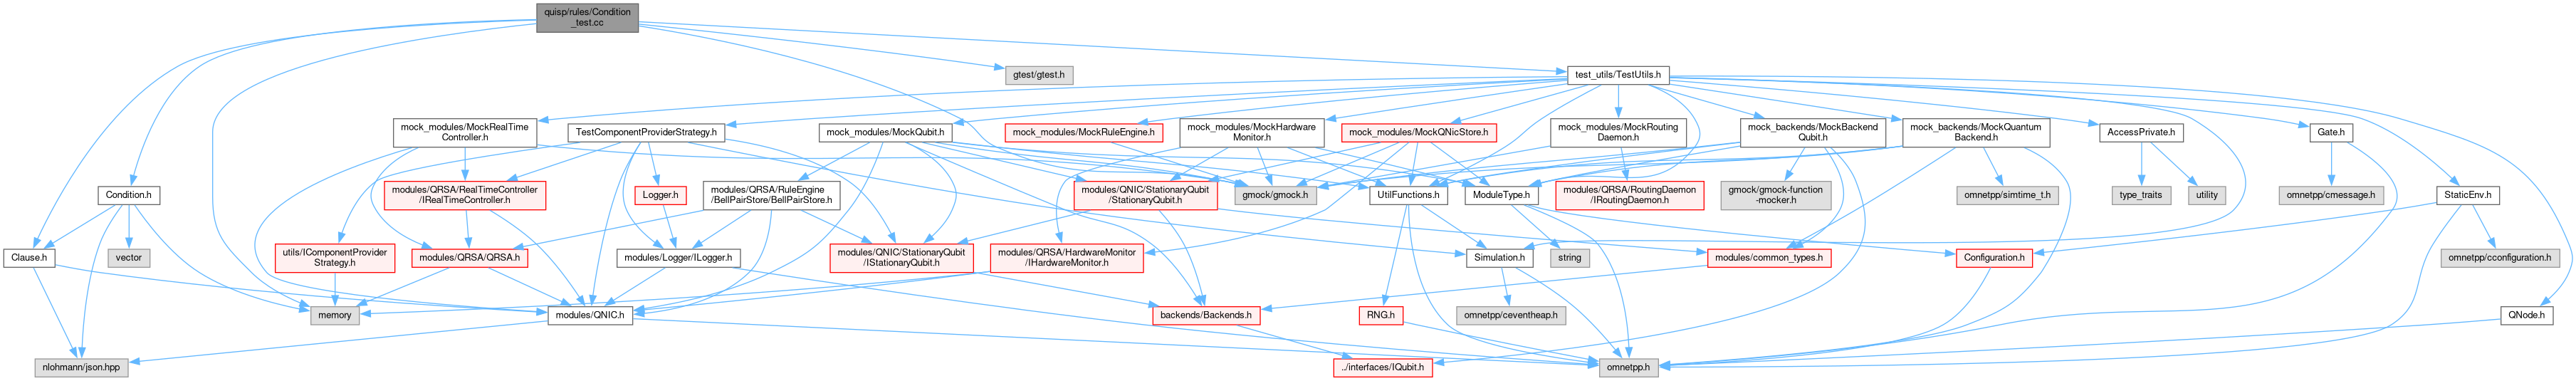 quisp/rules/Condition
_test.cc
gtest/gtest.h
test_utils/TestUtils.h
mock_modules/MockRealTime
Controller.h
TestComponentProviderStrategy.h
mock_modules/MockQubit.h
mock_modules/MockRuleEngine.h
mock_modules/MockHardware
Monitor.h
mock_modules/MockQNicStore.h
mock_modules/MockRouting
Daemon.h
mock_backends/MockBackend
Qubit.h
mock_backends/MockQuantum
Backend.h
AccessPrivate.h
Gate.h
Condition.h
modules/QRSA/RealTimeController
/IRealTimeController.h
Logger.h
modules/QRSA/RuleEngine
/BellPairStore/BellPairStore.h
modules/QNIC/StationaryQubit
/StationaryQubit.h
gmock/gmock.h
UtilFunctions.h
ModuleType.h
modules/QRSA/RoutingDaemon
/IRoutingDaemon.h
gmock/gmock-function
-mocker.h
omnetpp/simtime_t.h
type_traits
utility
omnetpp/cmessage.h
StaticEnv.h
Clause.h
vector
utils/IComponentProvider
Strategy.h
modules/QRSA/QRSA.h
modules/Logger/ILogger.h
modules/QNIC/StationaryQubit
/IStationaryQubit.h
modules/QRSA/HardwareMonitor
/IHardwareMonitor.h
Simulation.h
string
modules/common_types.h
Configuration.h
omnetpp/cconfiguration.h
memory
modules/QNIC.h
backends/Backends.h
RNG.h
omnetpp/ceventheap.h
QNode.h
nlohmann/json.hpp
../interfaces/IQubit.h
omnetpp.h